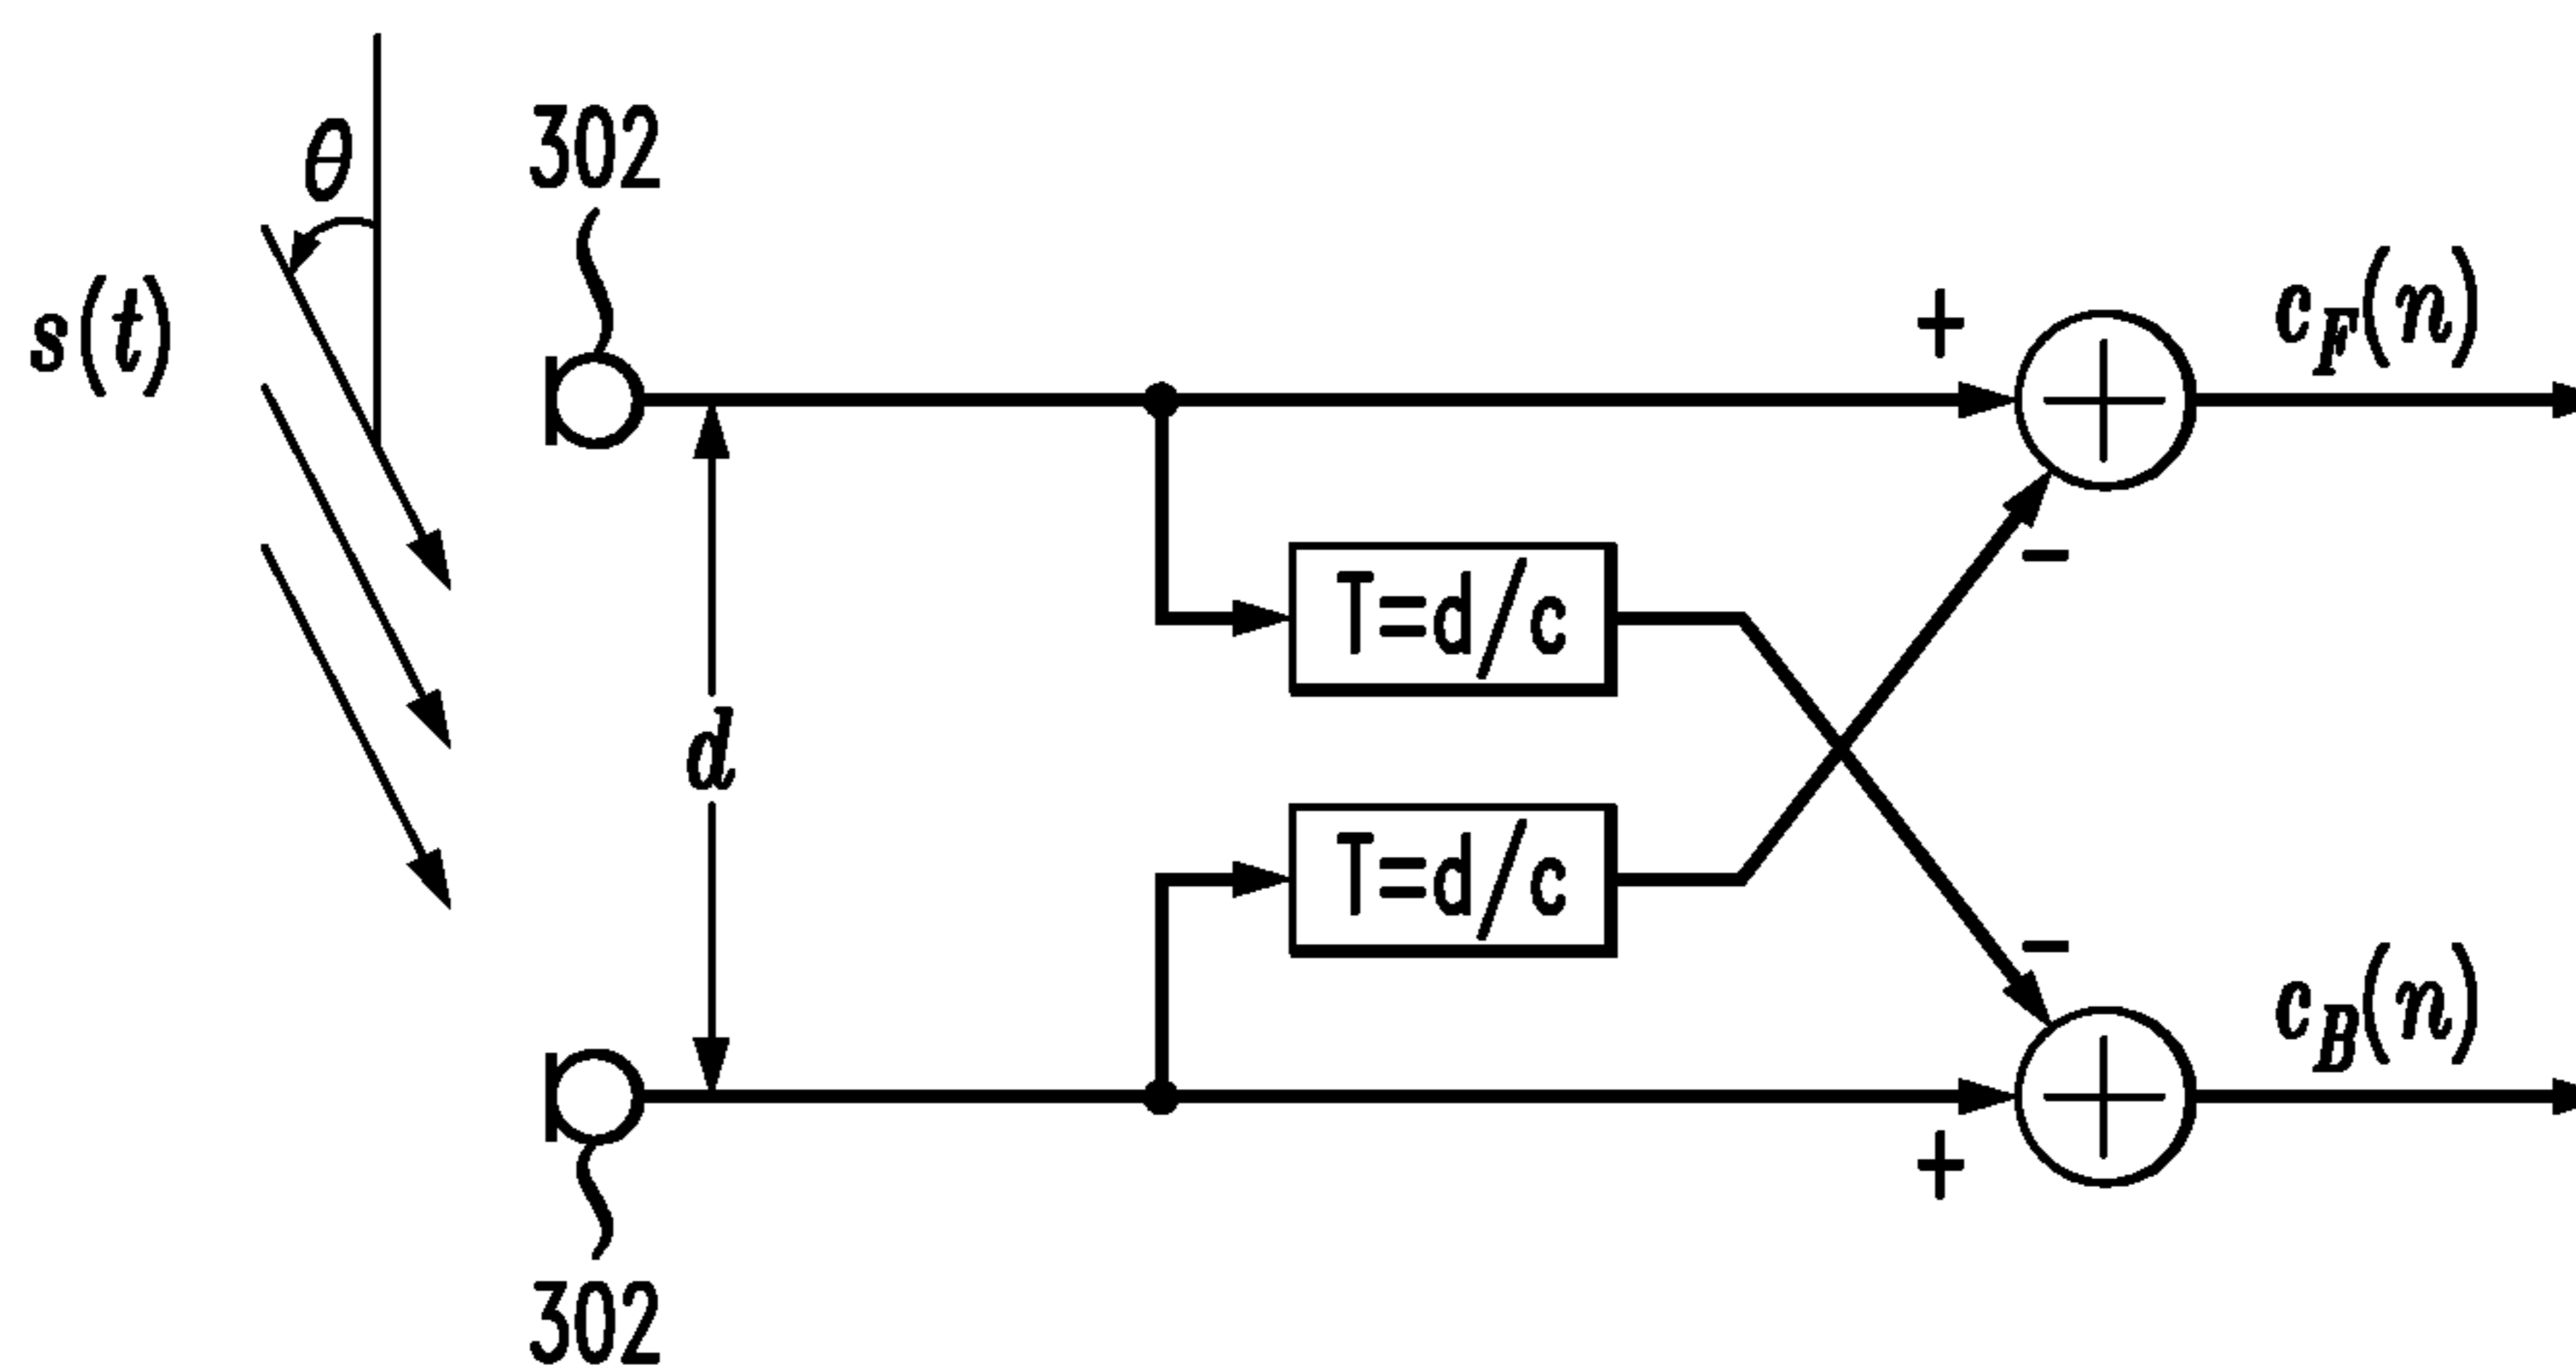 302
θ
s(t)
+
c_F(n)
−
T=d/c
d
T=d/c
−
c_B(n)
+
302